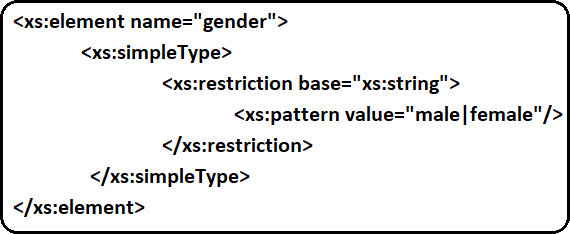 <xs:element name="gender">
<xs:simpleType>
<xs:restriction base="xs:string">
<xs:pattern value="male|female"/>
</xs:restriction>
</xs:simpleType>
</xs:element>